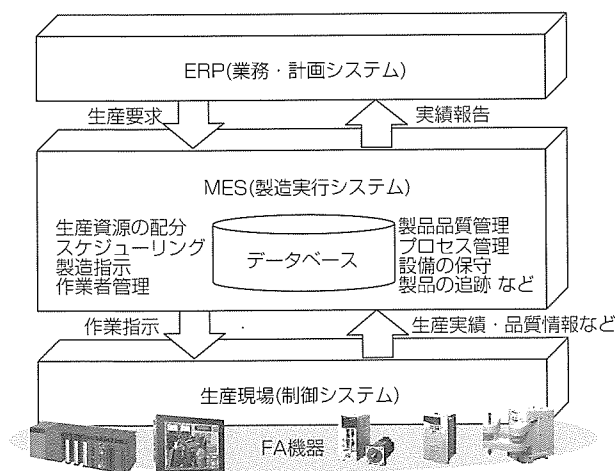 ERP(業務・計画システム)
生産要求
実績報告
MES(製造実行システム)
生産資源の配分
スケジューリング
製造指示
作業者管理
データベース
製品品質管理
プロセス管理
設備の保守
製品の追跡 など
作業指示
生産実績・品質情報など
生産現場(制御システム)
FA機器